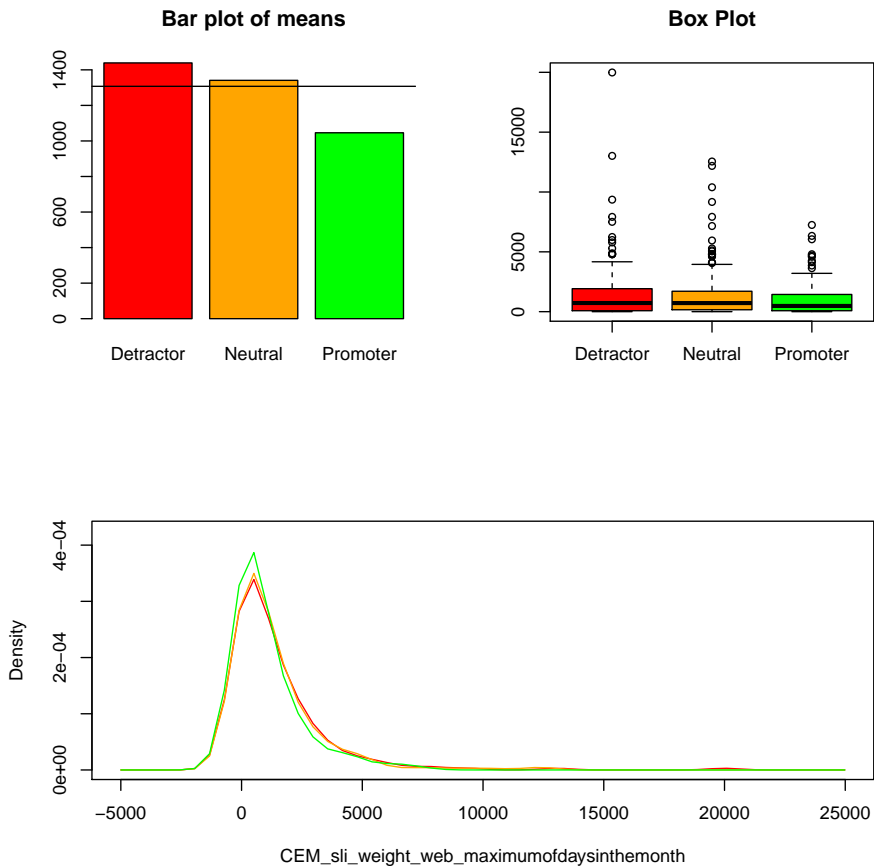 Bar plot of means
0
200
600
1000
1400
Detractor Neutral Promoter
Box Plot
0
5000
15000
Detractor Neutral Promoter
Density
0e+00
2e−04
4e−04
−5000 0 5000 10000 15000 20000 25000
CEM_sli_weight_web_maximumofdaysinthemonth